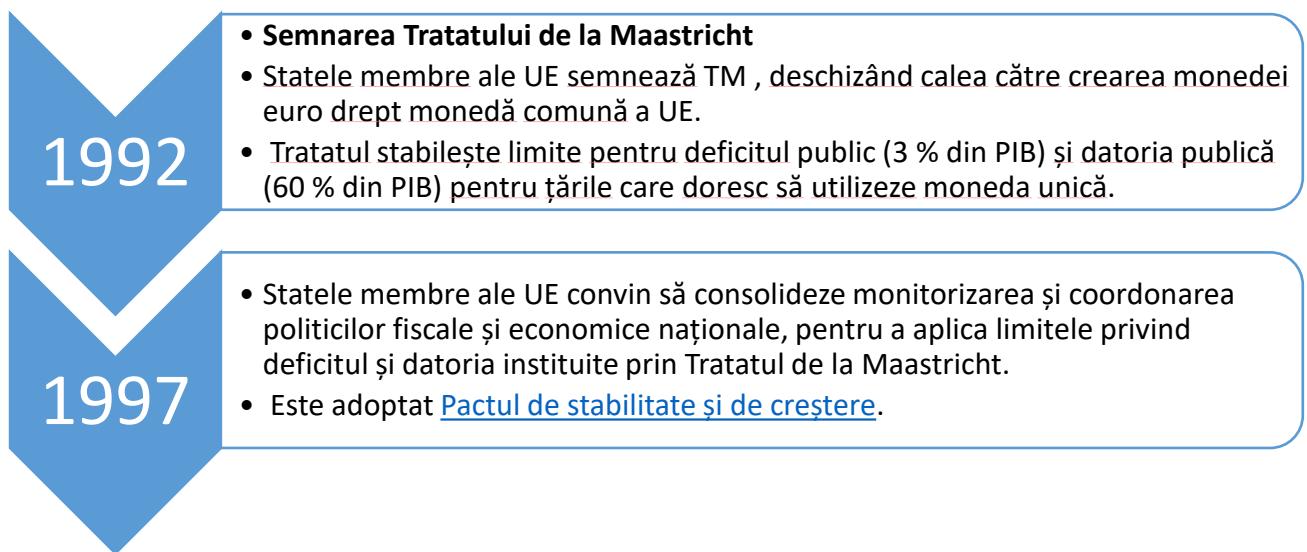 1992
• Semnarea Tratatului de la Maastricht
• Statele membre ale UE semnează TM , deschizând calea către crearea monedei
euro drept monedă comună a UE.
• Tratatul stabilește limite pentru deficitul public (3 % din PIB) și datoria publică
(60 % din PIB) pentru țările care doresc să utilizeze moneda unică.
1997
• Statele membre ale UE convin să consolideze monitorizarea și coordonarea
politicilor fiscale și economice naționale, pentru a aplica limitele privind
deficitul și datoria instituite prin Tratatul de la Maastricht.
• Este adoptat Pactul de stabilitate și de creștere.